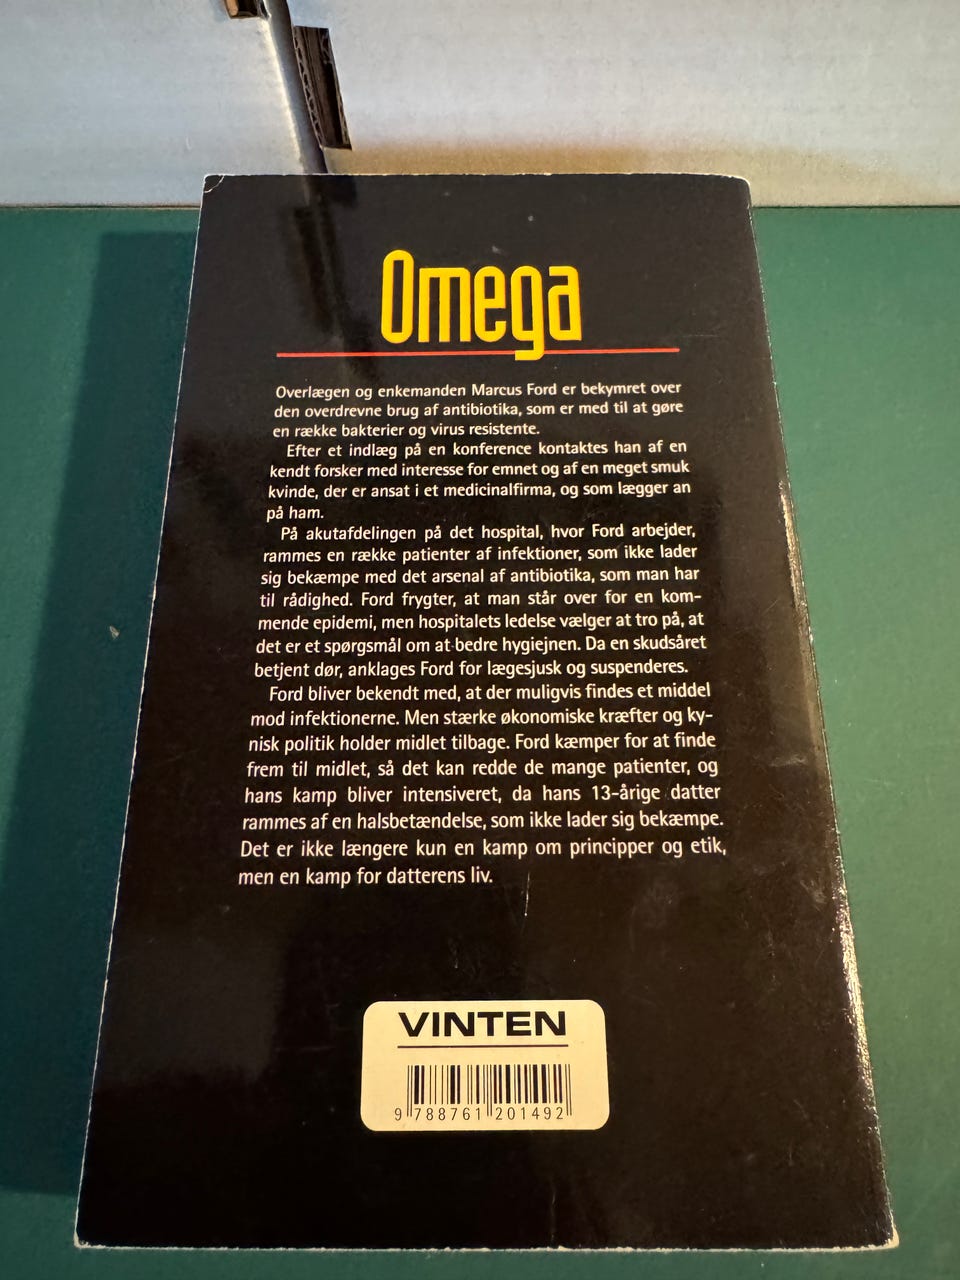 Omega
Overlægen og enkemanden Marcus Ford er bekymret over
den overdrevne brug af antibiotika, som er med til at gøre
en række bakterier og virus resistente.
Efter et indlæg på en konference kontaktes han af en
kendt forsker med interesse for emnet og af en meget smuk
kvinde, der er ansat i et medicinalfirma, og som lægger an
på ham.
På akutafdelingen på det hospital, hvor Ford arbejder,
rammes en række patienter af infektioner, som ikke lader
sig bekæmpe med det arsenal af antibiotika, som man har
til rådighed. Ford frygter, at man står over for en kom-
mende epidemi, men hospitalets ledelse vælger at tro på, at
det er et spørgsmål om at bedre hygiejnen. Da en skudsåret
betjent dør, anklages Ford for lægesjusk og suspenderes.
Ford bliver bekendt med, at der muligvis findes et middel
mod infektionerne. Men stærke økonomiske kræfter og ky-
nisk politik holder midlet tilbage. Ford kæmper for at finde
frem til midlet, så det kan redde de mange patienter, og
hans kamp bliver intensiveret, da hans 13-årige datter
rammes af en halsbetændelse, som ikke lader sig bekæmpe.
Det er ikke længere kun en kamp om principper og etik,
men en kamp for datterens liv.
VINTEN
9 788761 201492